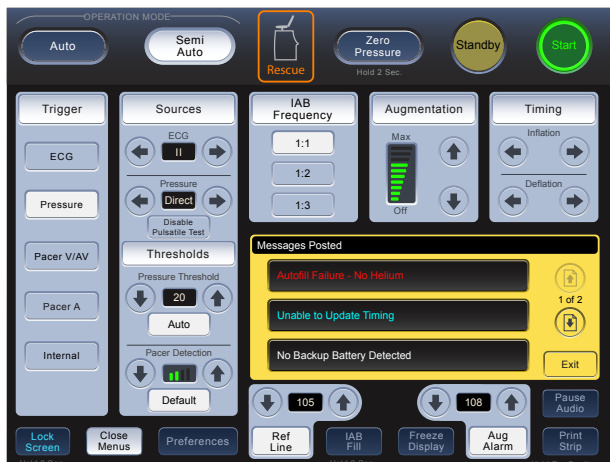 OPERATION MODE
Auto
Semi
Auto
Rescue
Zero
Pressure
Hold 2 Sec.
Standby
Start
Trigger
ECG
Pressure
Pacer V/AV
Pacer A
Internal
Sources
ECG
II
Pressure
Direct
Disable
Pulsatile Test
Thresholds
Pressure Threshold
20
Auto
Pacer Detection
Default
IAB
Frequency
1:1
1:2
1:3
Augmentation
Max
Off
Timing
Inflation
Deflation
Messages Posted
Autofill Failure - No Helium
Unable to Update Timing
No Backup Battery Detected
1 of 2
Exit
105
108
Pause
Audio
Lock
Screen
Close
Menus
Preferences
Ref
Line
IAB
Fill
Freeze
Display
Aug
Alarm
Print
Strip